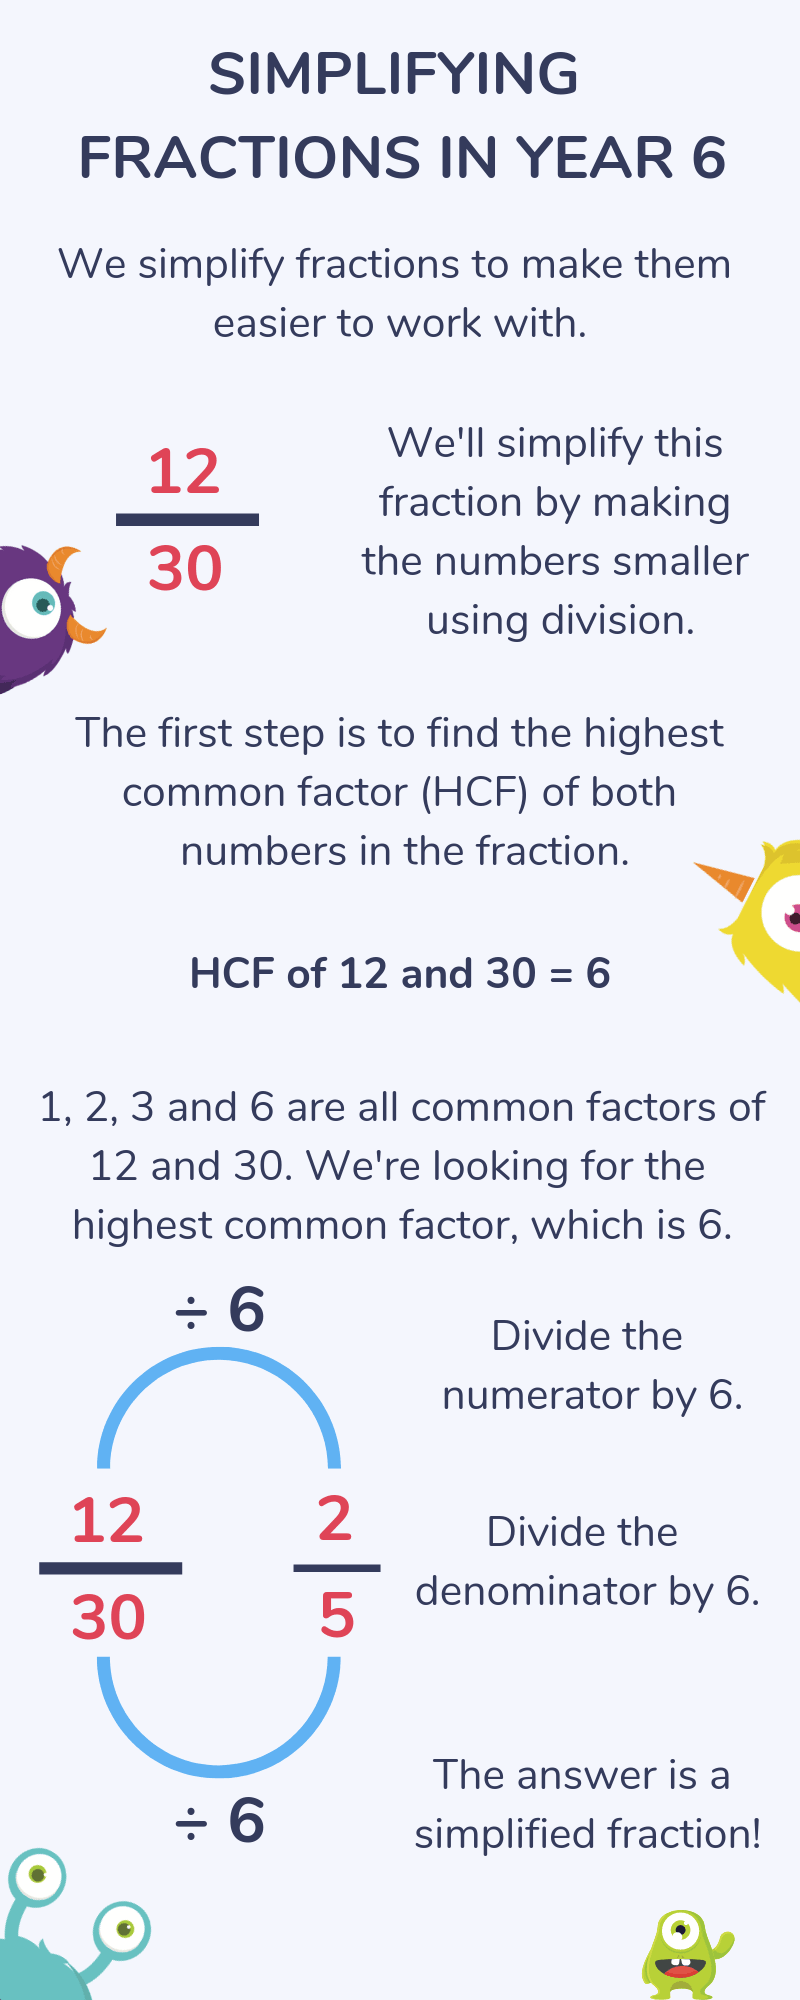 SIMPLIFYING
FRACTIONS IN YEAR 6
We simplify fractions to make them
easier to work with.
12
30
We'll simplify this
fraction by making
the numbers smaller
using division.
The first step is to find the highest
common factor (HCF) of both
numbers in the fraction.
HCF of 12 and 30 = 6
1, 2, 3 and 6 are all common factors of
12 and 30. We're looking for the
highest common factor, which is 6.
÷ 6
Divide the
numerator by 6.
12
30
2
5
Divide the
denominator by 6.
÷ 6
The answer is a
simplified fraction!